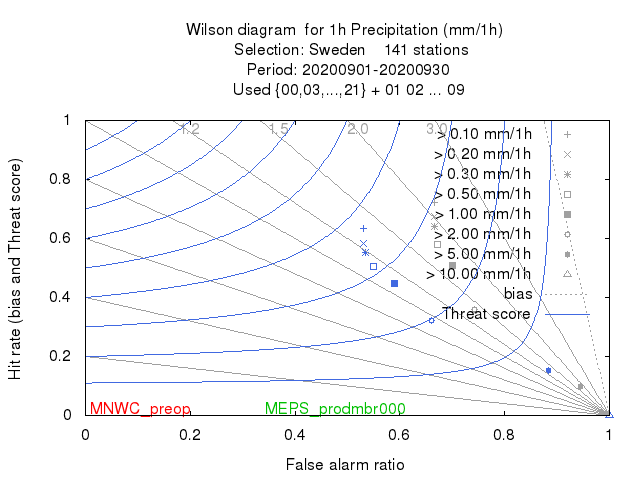 Wilson diagram  for 1h Precipitation (mm/1h)
Selection: Sweden    141 stations
Period: 20200901-20200930
Used {00,03,...,21} + 01 02 ... 09
1.2 1.5 2.0 3.0
> 0.10 mm/1h
> 0.20 mm/1h
> 0.30 mm/1h
> 0.50 mm/1h
> 1.00 mm/1h
> 2.00 mm/1h
> 5.00 mm/1h
> 10.00 mm/1h
bias
Threat score
Hit rate (bias and Threat score)
1
0.8
0.6
0.4
0.2
0
MNWC_preop MEPS_prodmbr000
0 0.2 0.4 0.6 0.8 1
False alarm ratio